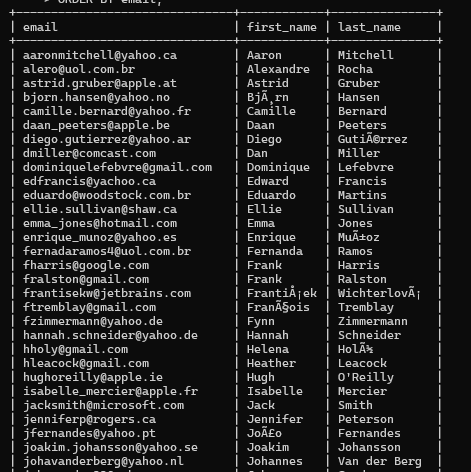 -> ORDER BY email;
| email | first_name | last_name |
| aaronmitchell@yahoo.ca | Aaron | Mitchell |
| alero@uol.com.br | Alexandre | Rocha |
| astrid.gruber@apple.at | Astrid | Gruber |
| bjorn.hansen@yahoo.no | BjÃ¸rn | Hansen |
| camille.bernard@yahoo.fr | Camille | Bernard |
| daan_peeters@apple.be | Daan | Peeters |
| diego.gutierrez@yahoo.ar | Diego | GutiÃ©rrez |
| dmiller@comcast.com | Dan | Miller |
| dominiquelefebvre@gmail.com | Dominique | Lefebvre |
| edfrancis@yachoo.ca | Edward | Francis |
| eduardo@woodstock.com.br | Eduardo | Martins |
| ellie.sullivan@shaw.ca | Ellie | Sullivan |
| emma_jones@hotmail.com | Emma | Jones |
| enrique_munoz@yahoo.es | Enrique | MuÃ±oz |
| fernadaramos4@uol.com.br | Fernanda | Ramos |
| fharris@google.com | Frank | Harris |
| fralston@gmail.com | Frank | Ralston |
| frantisekw@jetbrains.com | FrantiÅ¡ek | WichterlovÃ¡ |
| ftremblay@gmail.com | FranÃ§ois | Tremblay |
| fzimmermann@yahoo.de | Fynn | Zimmermann |
| hannah.schneider@yahoo.de | Hannah | Schneider |
| hholy@gmail.com | Helena | HolÃ½ |
| hleacock@gmail.com | Heather | Leacock |
| hughoreilly@apple.ie | Hugh | O'Reilly |
| isabelle_mercier@apple.fr | Isabelle | Mercier |
| jacksmith@microsoft.com | Jack | Smith |
| jenniferp@rogers.ca | Jennifer | Peterson |
| jfernandes@yahoo.pt | JoÃ£o | Fernandes |
| joakim.johansson@yahoo.se | Joakim | Johansson |
| johavanderberg@yahoo.nl | Johannes | Van der Berg |